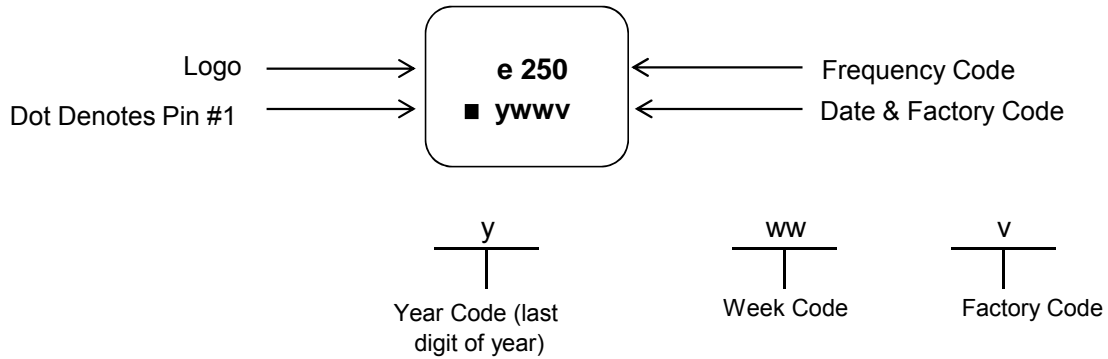 Logo
e 250
Frequency Code
Dot Denotes Pin #1
■ ywwv
Date & Factory Code
y
ww
v
Year Code (last
digit of year)
Week Code
Factory Code